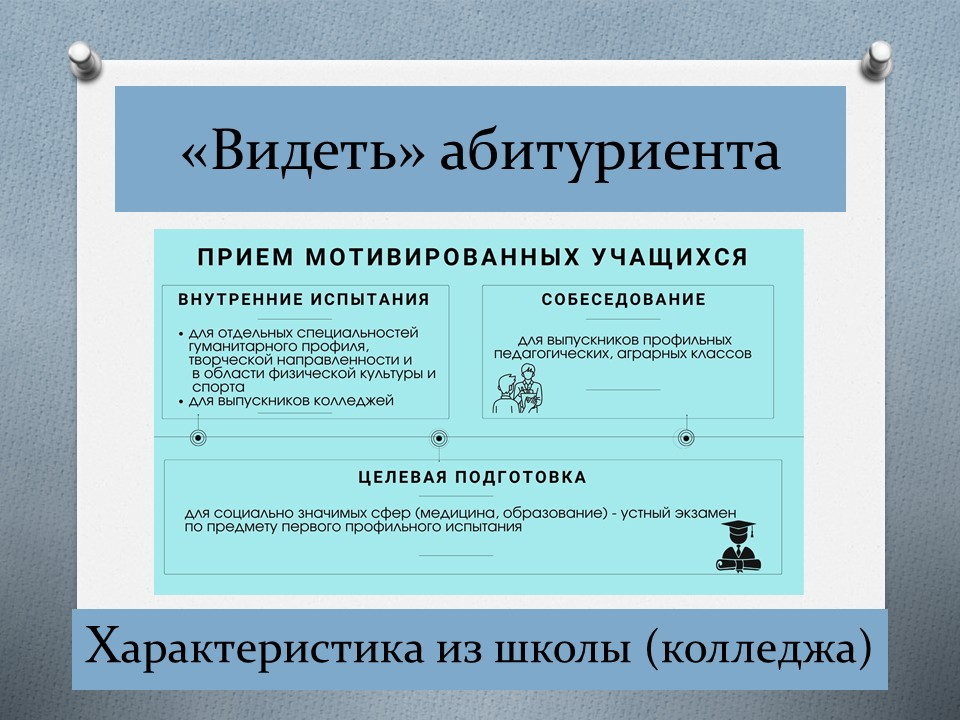 «Видеть» абитуриента
ПРИЕМ МОТИВИРОВАННЫХ УЧАЩИХСЯ
ВНУТРЕННИЕ ИСПЫТАНИЯ
• для отдельных специальностей
гуманитарного профиля,
творческой направленности и
в области физической культуры и
спорта
• для выпускников колледжей
СОБЕСЕДОВАНИЕ
для выпускников профильных
педагогических, аграрных классов
ЦЕЛЕВАЯ ПОДГОТОВКА
для социально значимых сфер (медицина, образование) - устный экзамен
по предмету первого профильного испытания
Характеристика из школы (колледжа)